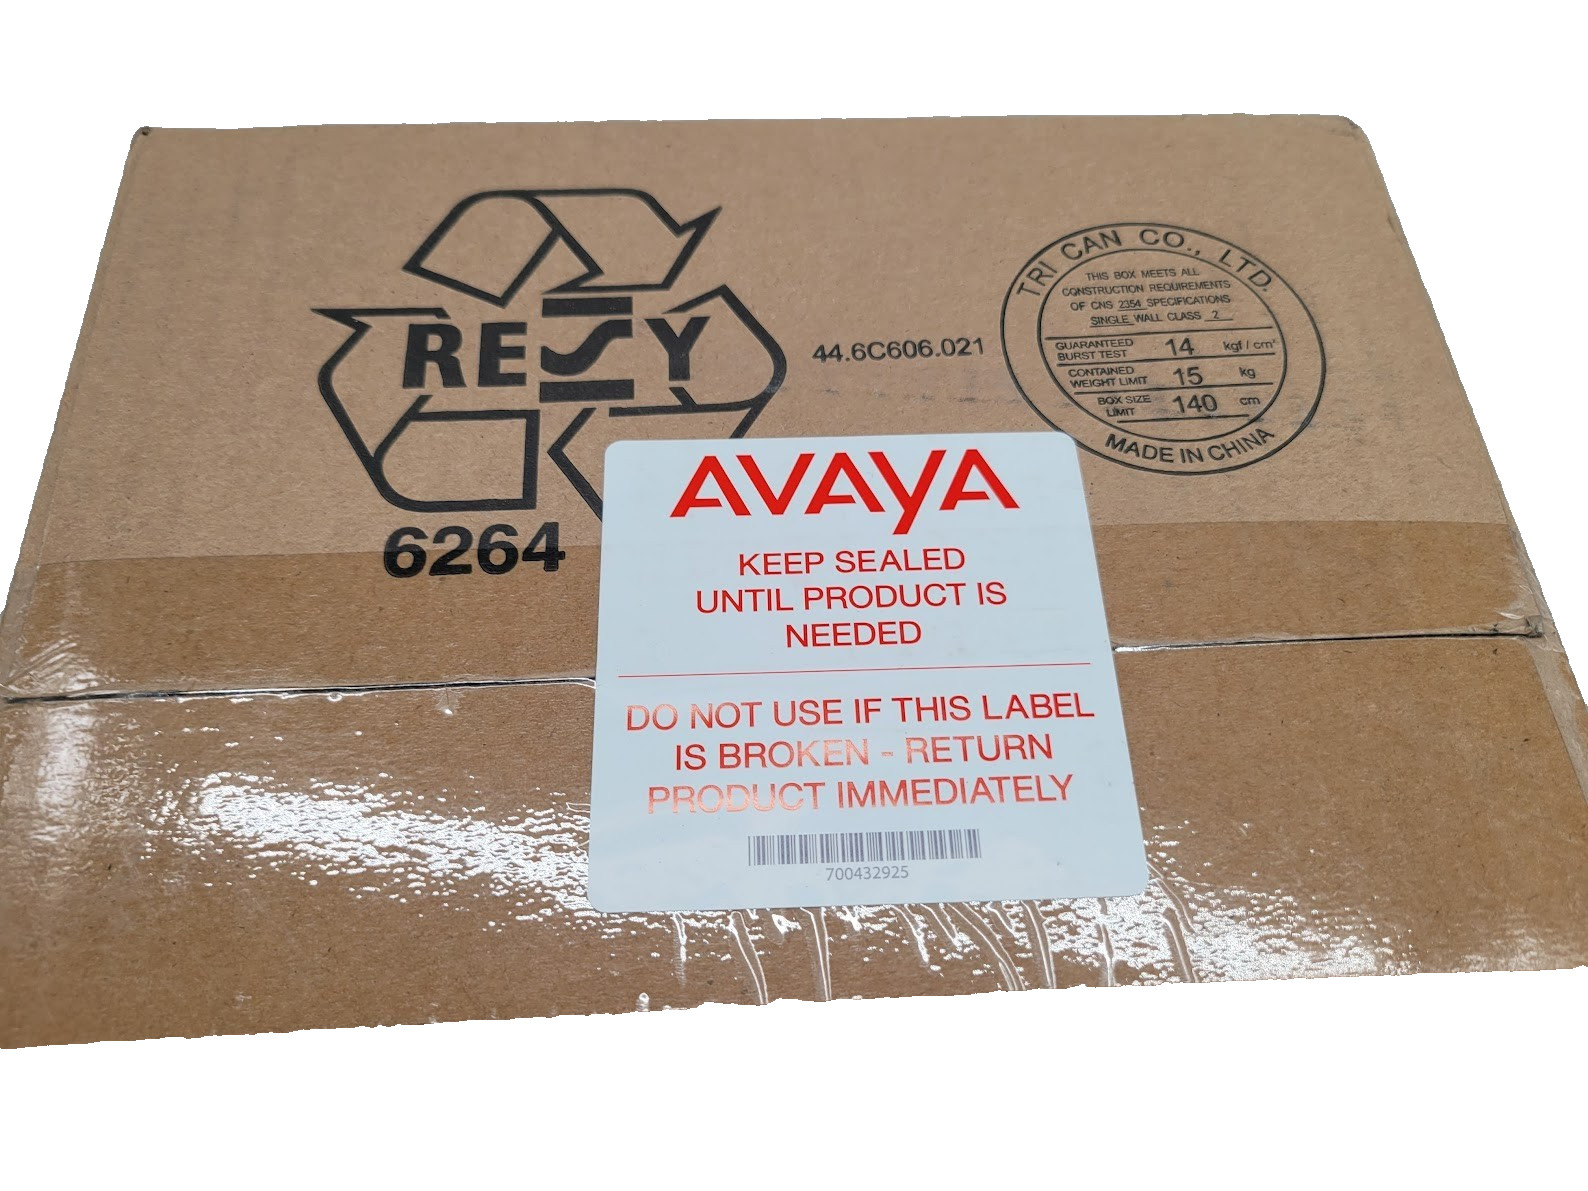 RESY
6264
44.6C606.021
TRI CAN CO., LTD.
THIS BOX MEETS ALL
CONSTRUCTION REQUIREMENTS
OF CNS 2354 SPECIFICATIONS
SINGLE WALL CLASS 2
GUARANTEED BURST TEST 14 kgf / cm²
CONTAINED WEIGHT LIMIT 15 kg
BOX SIZE LIMIT 140 cm
MADE IN CHINA
AVAYA
KEEP SEALED
UNTIL PRODUCT IS
NEEDED
DO NOT USE IF THIS LABEL
IS BROKEN - RETURN
PRODUCT IMMEDIATELY
700432925